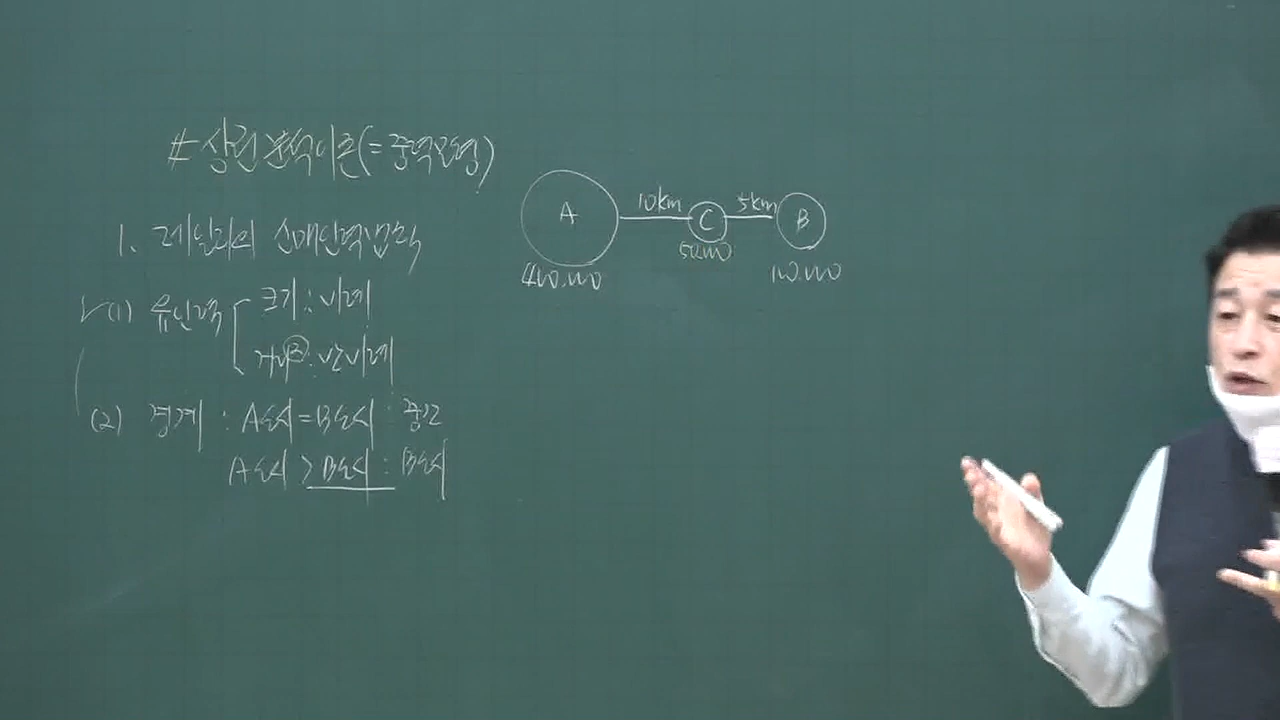 # 상권분석이론(=중력모형)
1. 레일리의 소매인력법칙
(1) 유인력 크기 : 비례
거리② : 반비례
(2) 경계 : A도시=B도시 : 중간
A도시 > B도시 : B도시
A 10km C 5km B
400.000 50.000 100.000